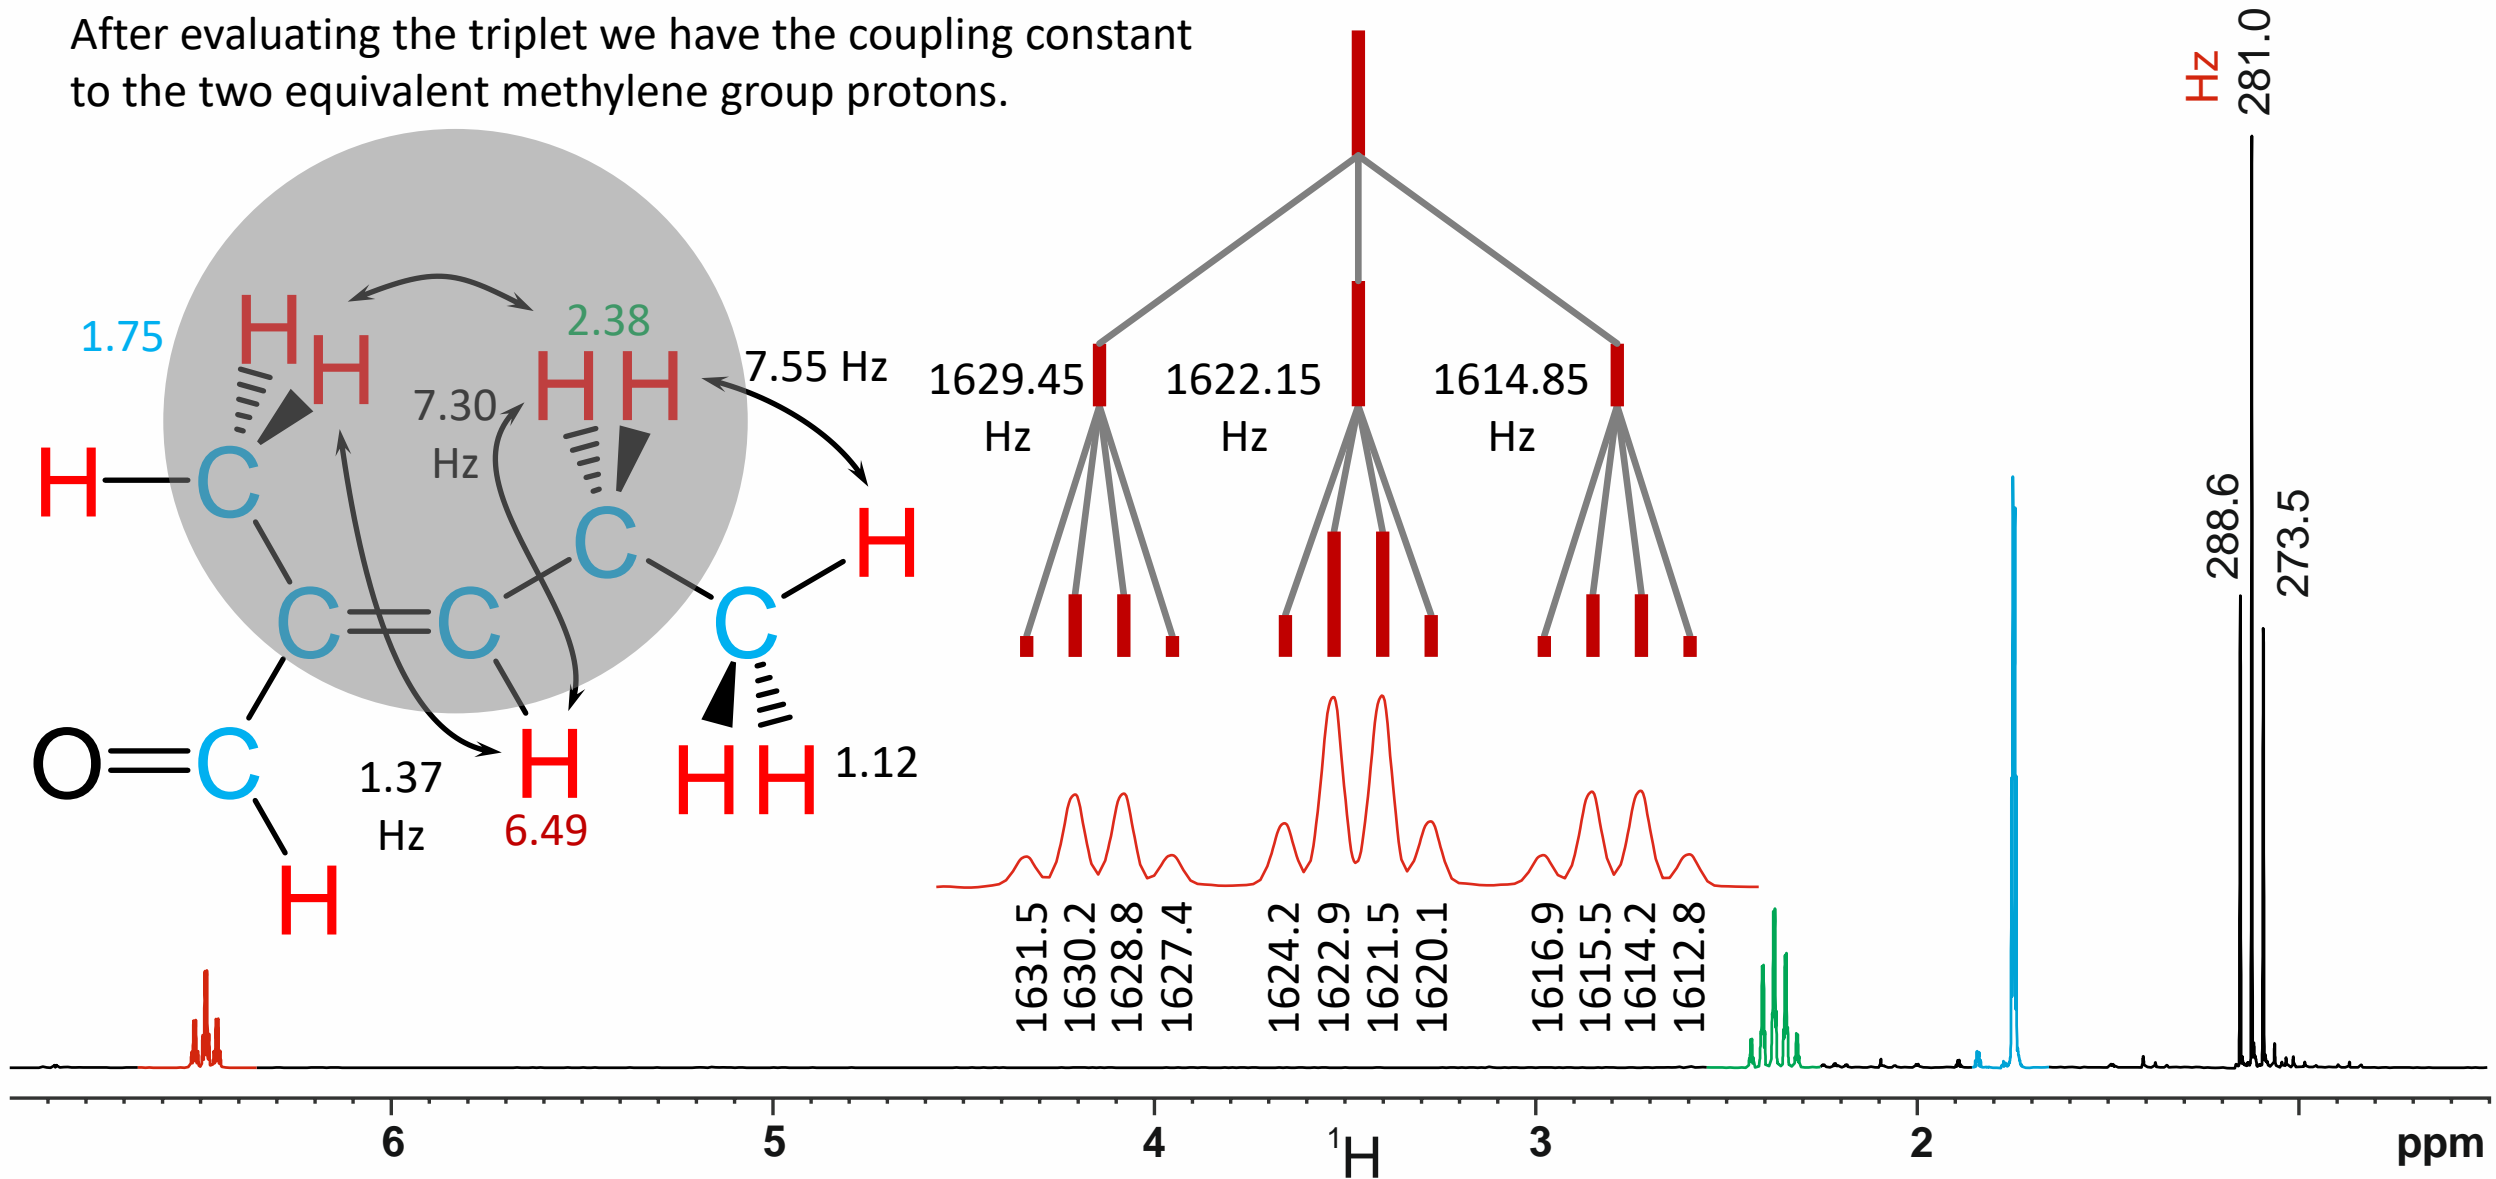 After evaluating the triplet we have the coupling constant
to the two equivalent methylene group protons.
Hz
281.0
288.6
273.5
1.75
H
H
2.38
H H
7.55 Hz
7.30
Hz
1629.45
Hz
1622.15
Hz
1614.85
Hz
H
C
C
H
C
C
C
O
C
H
1.37
Hz
6.49
H H
1.12
H
1631.5
1630.2
1628.8
1627.4
1624.2
1622.9
1621.5
1620.1
1616.9
1615.5
1614.2
1612.8
6
5
4
¹H
3
2
ppm